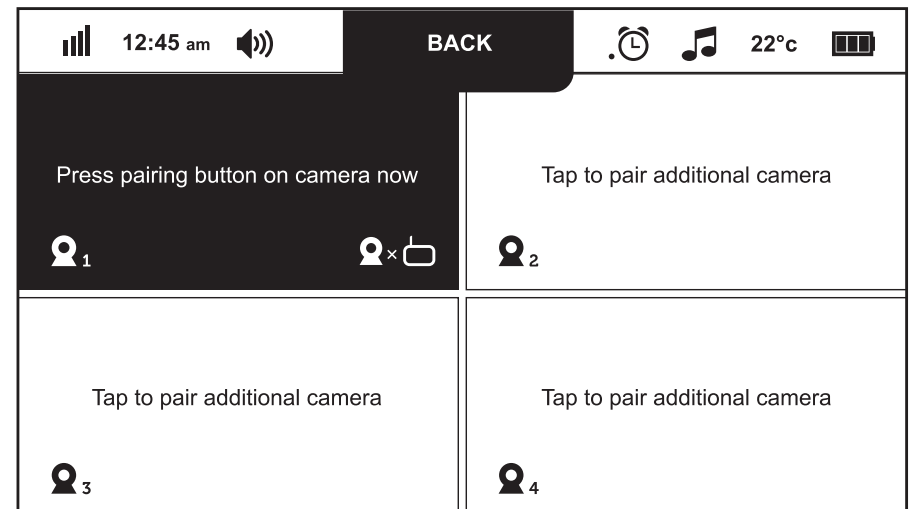 12:45 am BACK 22°c
Press pairing button on camera now
Tap to pair additional camera
1
2
Tap to pair additional camera
Tap to pair additional camera
3
4